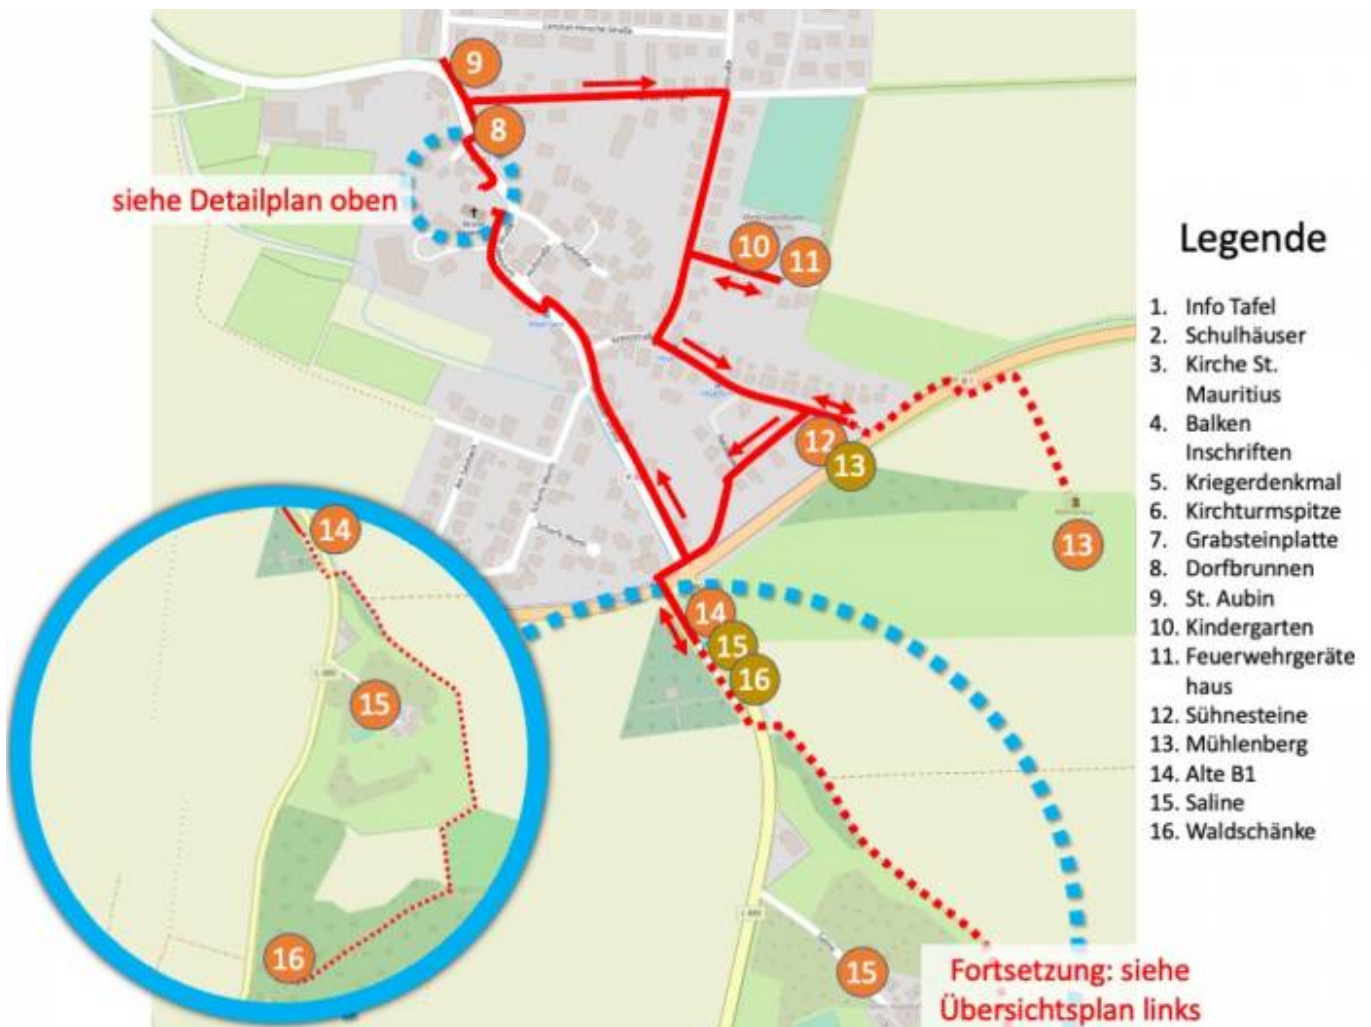 9
8
siehe Detailplan oben
10
11
12
13
13
14
15
16
14
15
16
15
Fortsetzung: siehe
Übersichtsplan links
Legende
1. Info Tafel
2. Schulhäuser
3. Kirche St.
Mauritius
4. Balken
Inschriften
5. Kriegerdenkmal
6. Kirchturmspitze
7. Grabsteinplatte
8. Dorfbrunnen
9. St. Aubin
10. Kindergarten
11. Feuerwehrgeräte
haus
12. Sühnesteine
13. Mühlenberg
14. Alte B1
15. Saline
16. Waldschänke